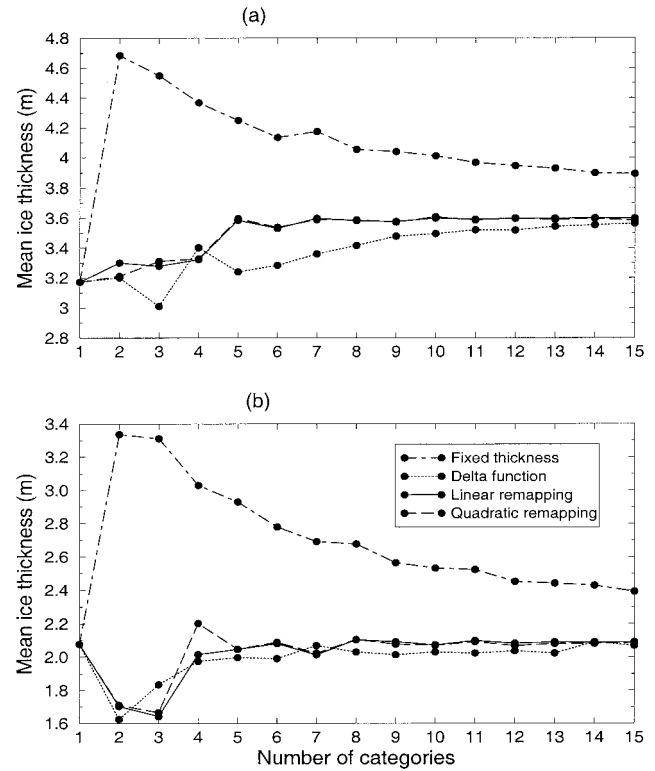 (a)
Mean ice thickness (m)
4.8
4.4
4.2
4
3.8
3.6
3.4
3.2
3
2.8
4.6
1 2 3 4 5 6 7 8 9 10 11 12 13 14 15
(b)
Mean ice thickness (m)
3.4
3.2
3.0
2.8
2.6
2.4
2.2
2.0
1.8
1.6
Fixed thickness
Delta function
Linear remapping
Quadratic remapping
1 2 3 4 5 6 7 8 9 10 11 12 13 14 15
Number of categories